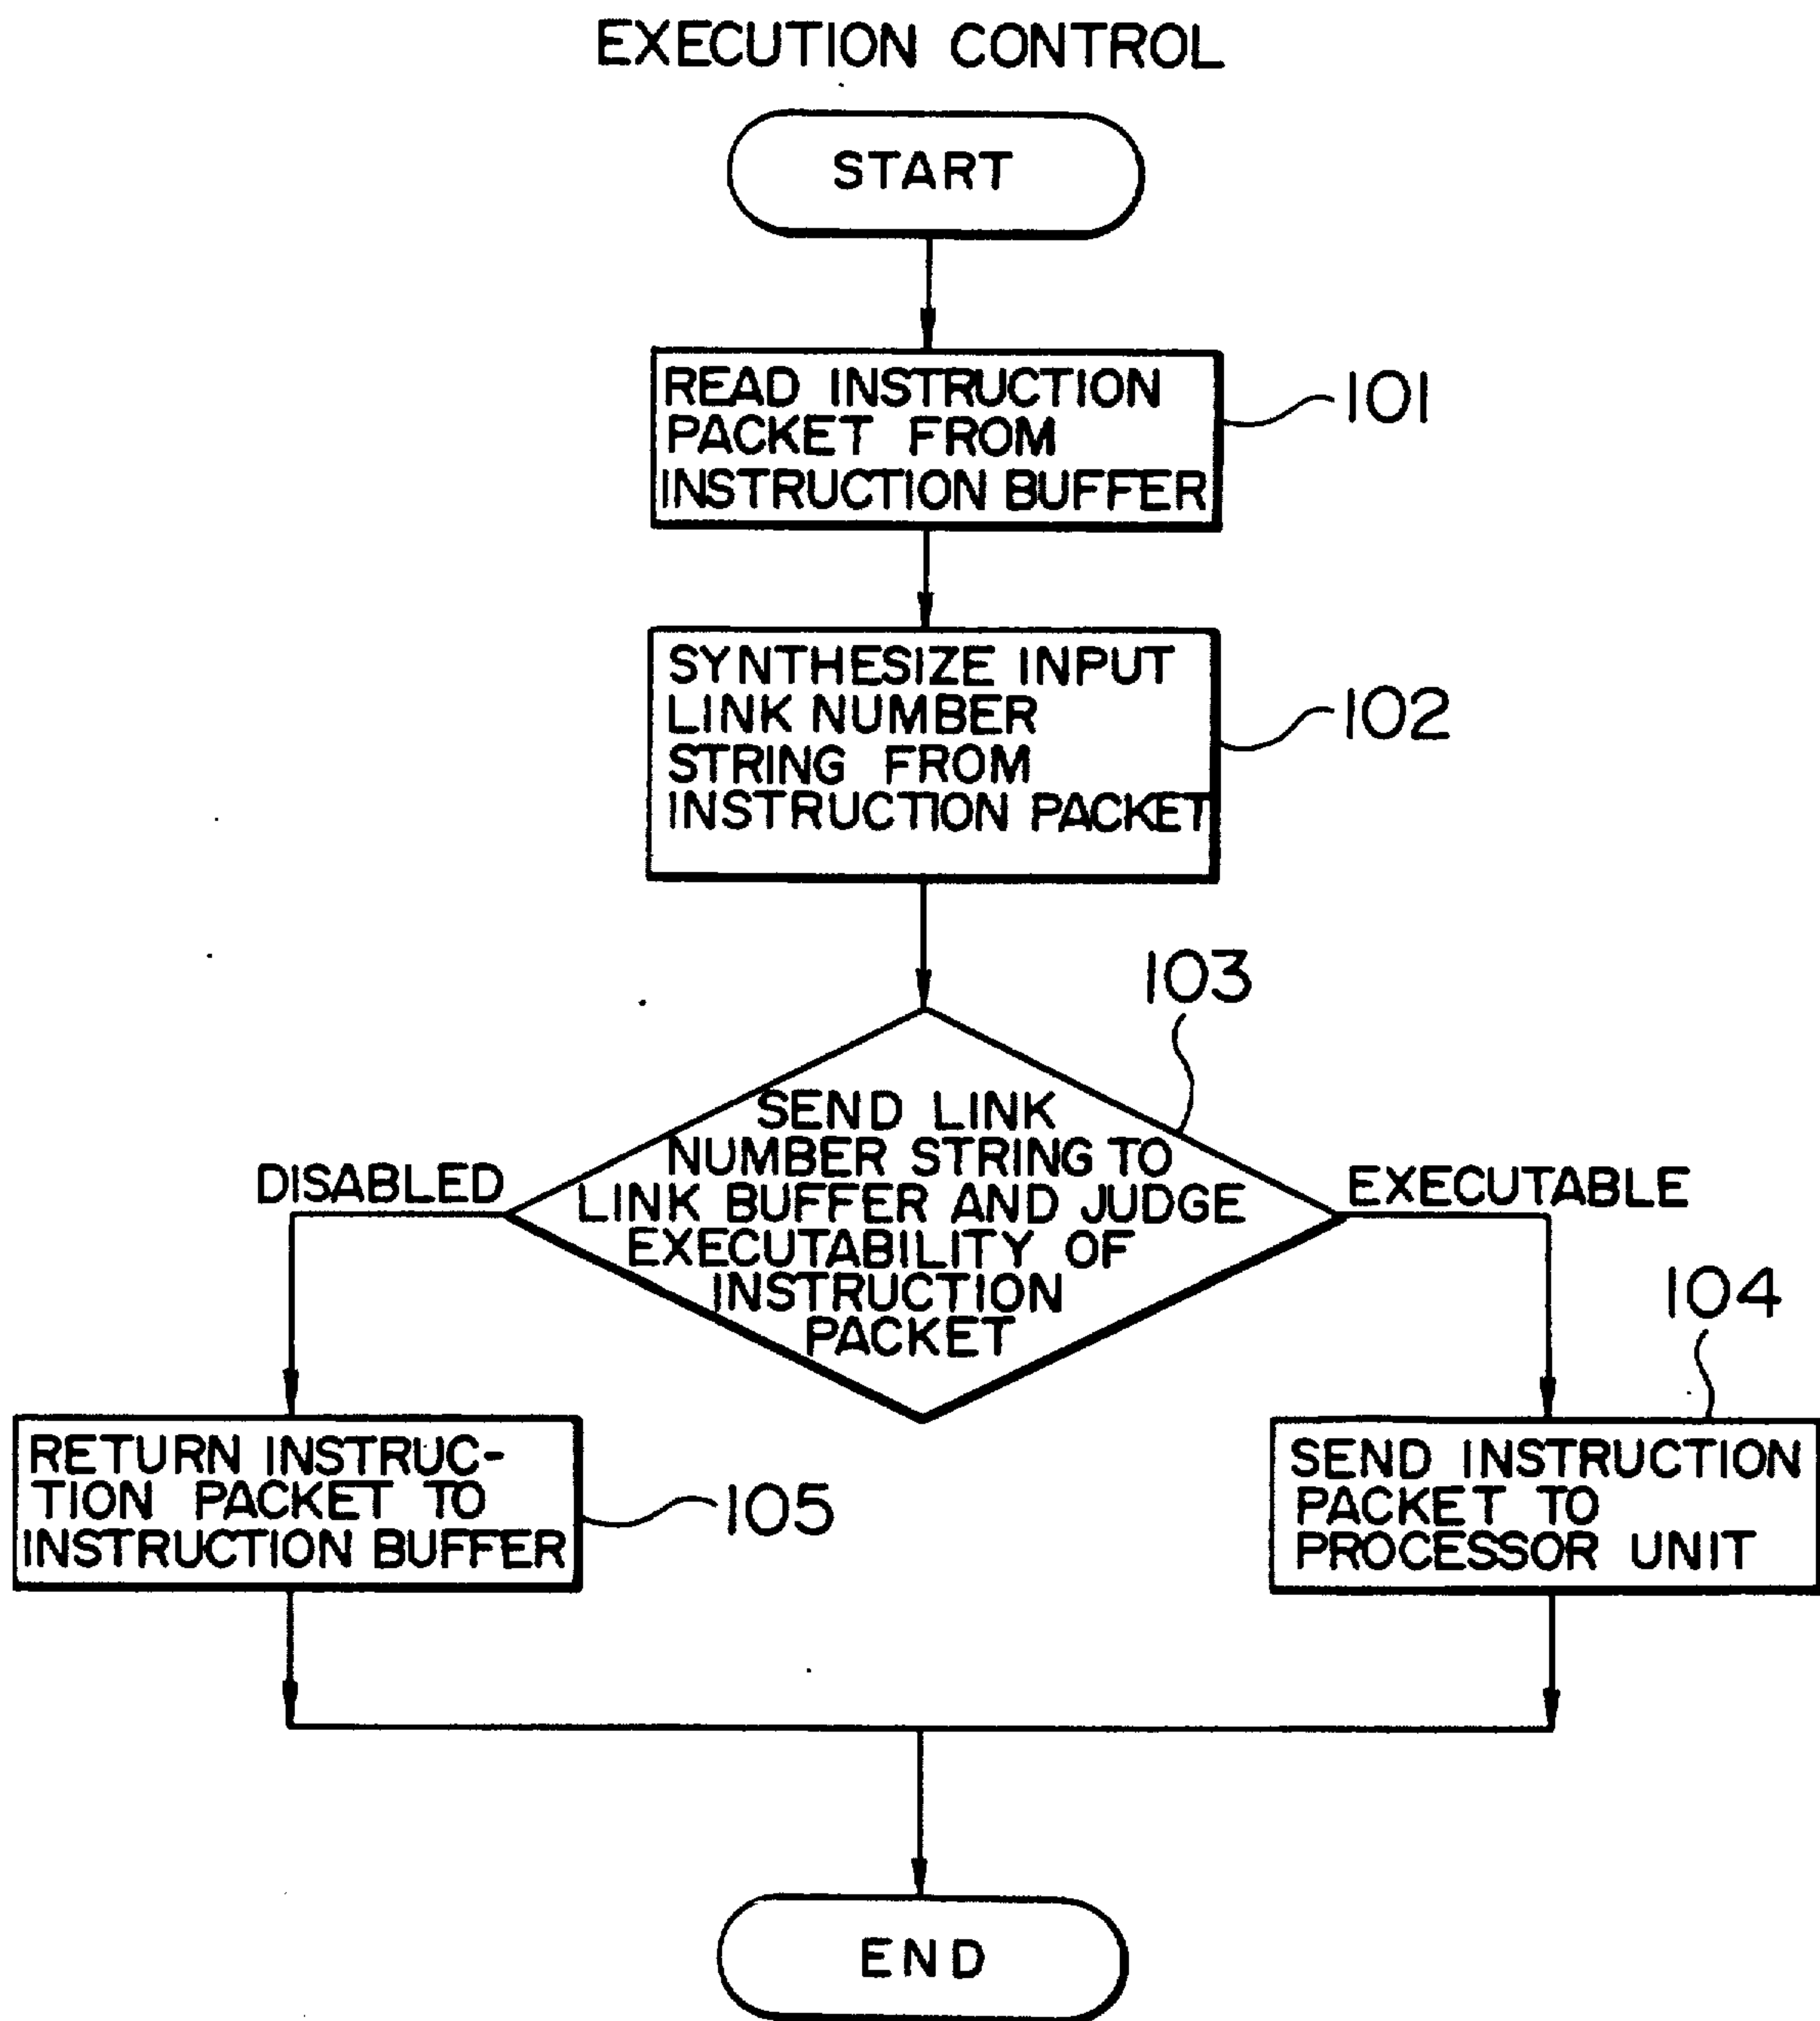 EXECUTION CONTROL
START
READ INSTRUCTION
PACKET FROM
INSTRUCTION BUFFER
101
SYNTHESIZE INPUT
LINK NUMBER
STRING FROM
INSTRUCTION PACKET
102
103
SEND LINK
NUMBER STRING TO
LINK BUFFER AND JUDGE
EXECUTABILITY OF
INSTRUCTION
PACKET
DISABLED
EXECUTABLE
104
RETURN INSTRUC-
TION PACKET TO
INSTRUCTION BUFFER
105
SEND INSTRUCTION
PACKET TO
PROCESSOR UNIT
END